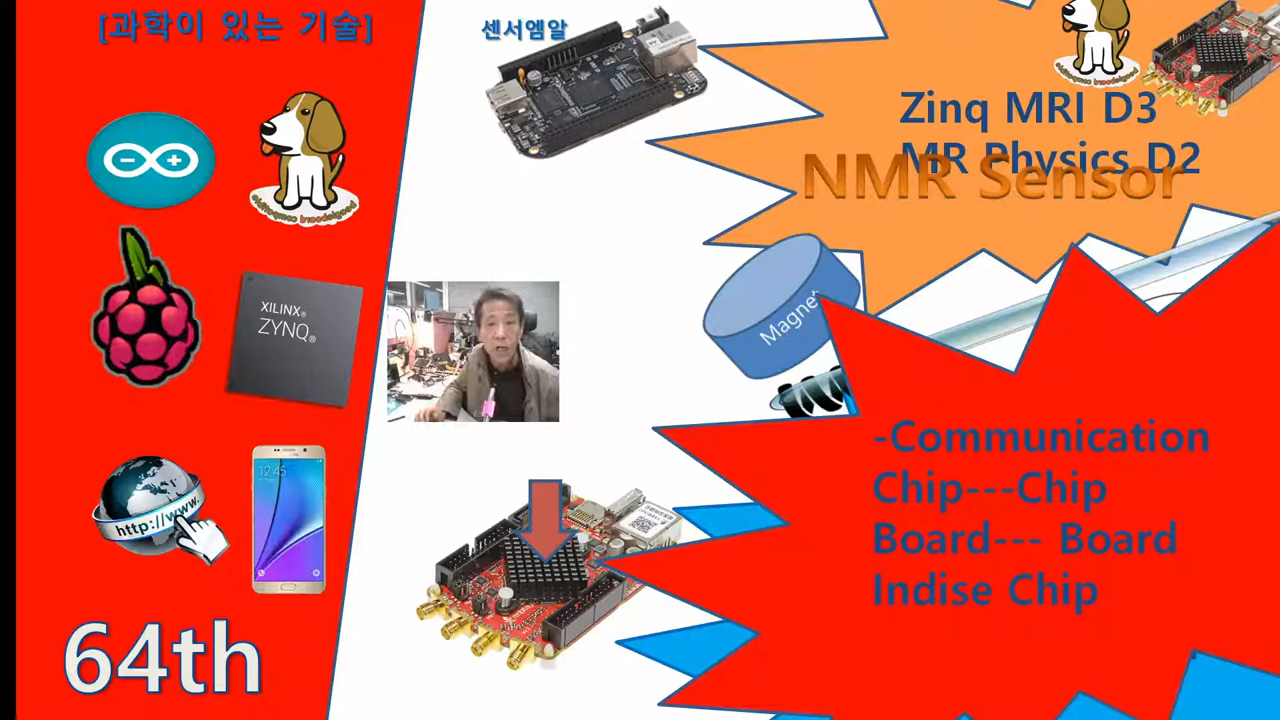 [과학이 있는 기술]
센서엠알
Zinq MRI D3
MR Physics D2
NMR Sensor
XILINX®
ZYNQ®
Magnet
-Communication
Chip---Chip
Board--- Board
Indise Chip
http://www.
12:45
64th